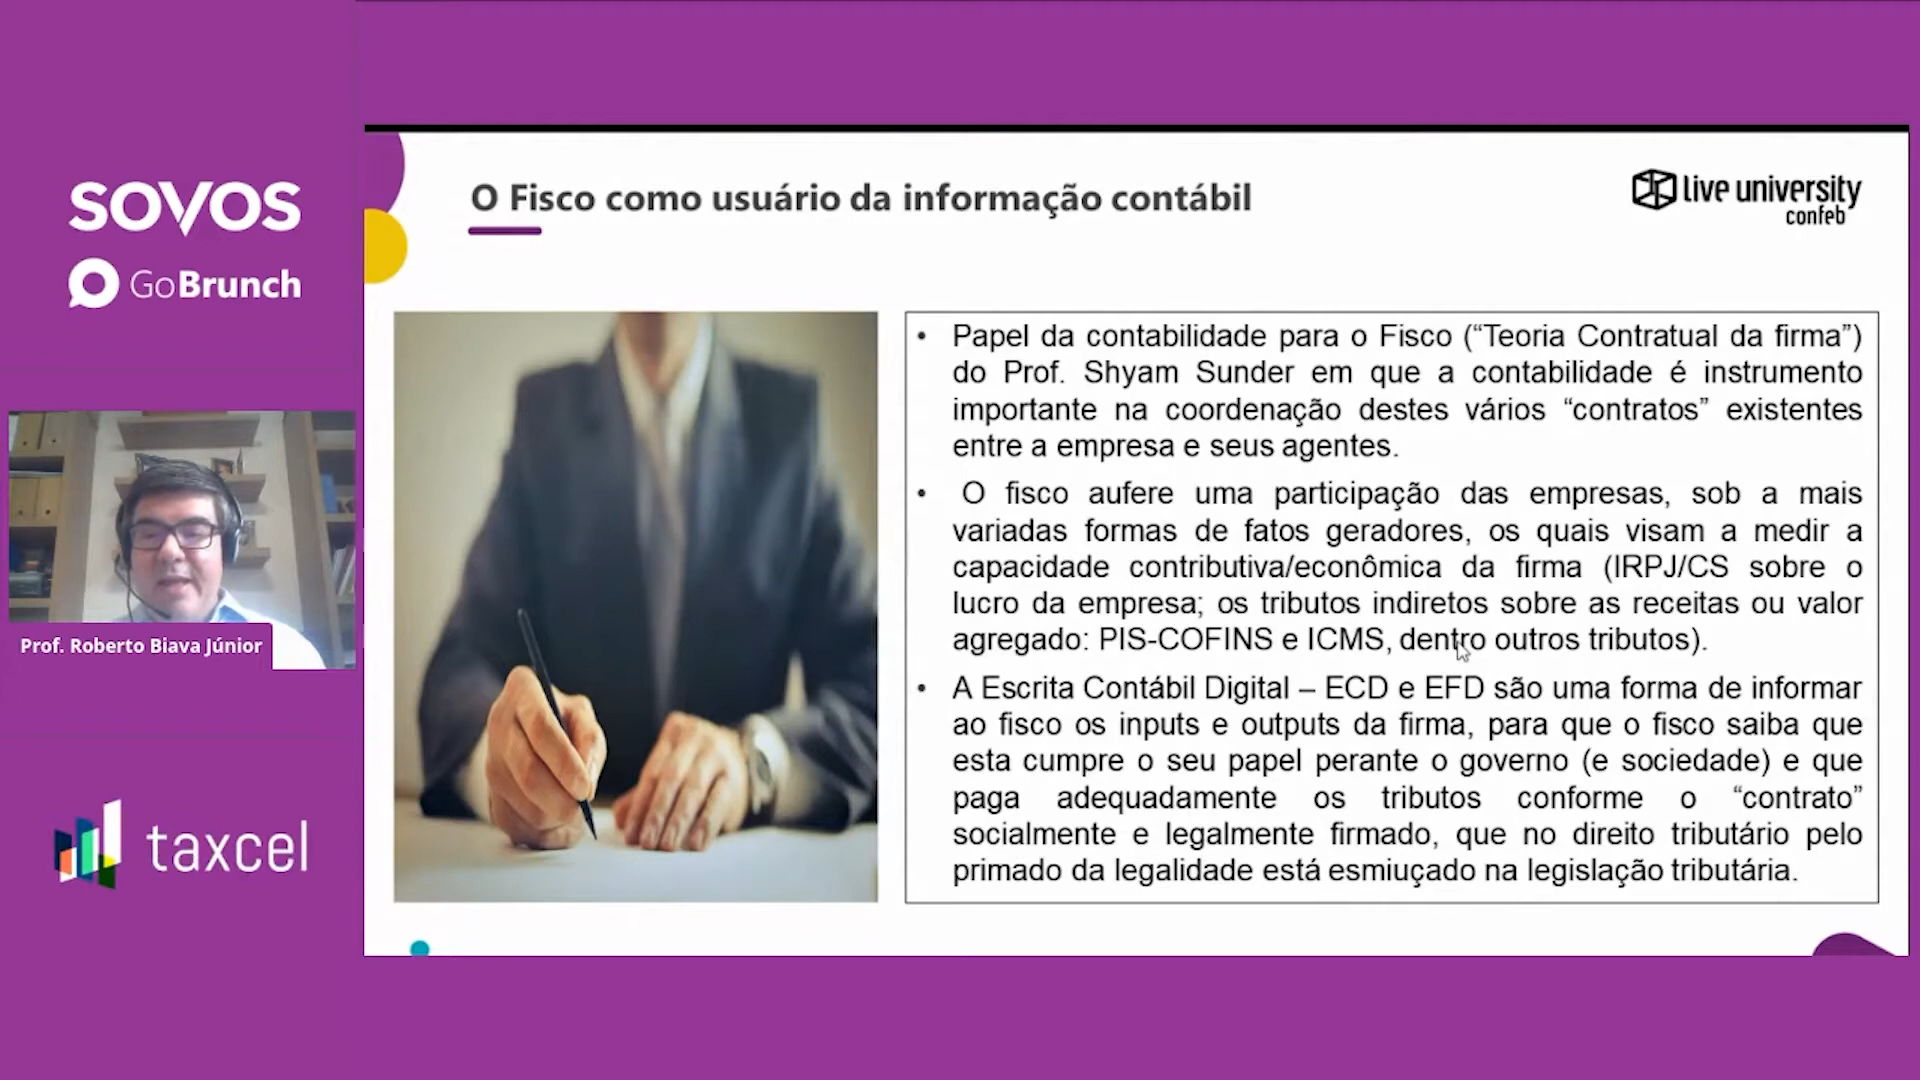 SOVOS
GoBrunch
Prof. Roberto Biava Júnior
taxcel
O Fisco como usuário da informação contábil
live university
confeb
• Papel da contabilidade para o Fisco (“Teoria Contratual da firma”)
do Prof. Shyam Sunder em que a contabilidade é instrumento
importante na coordenação destes vários “contratos” existentes
entre a empresa e seus agentes.
• O fisco aufere uma participação das empresas, sob a mais
variadas formas de fatos geradores, os quais visam a medir a
capacidade contributiva/econômica da firma (IRPJ/CS sobre o
lucro da empresa; os tributos indiretos sobre as receitas ou valor
agregado: PIS-COFINS e ICMS, dentro outros tributos).
• A Escrita Contábil Digital – ECD e EFD são uma forma de informar
ao fisco os inputs e outputs da firma, para que o fisco saiba que
esta cumpre o seu papel perante o governo (e sociedade) e que
paga adequadamente os tributos conforme o “contrato”
socialmente e legalmente firmado, que no direito tributário pelo
primado da legalidade está esmiuçado na legislação tributária.